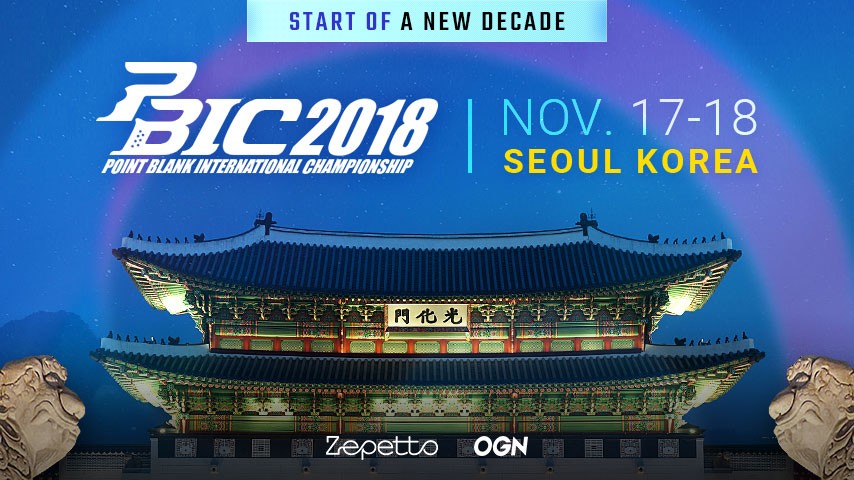 START OF A NEW DECADE
PBIC2018
POINT BLANK INTERNATIONAL CHAMPIONSHIP
NOV. 17-18
SEOUL KOREA
門化光
Zepetto OGN